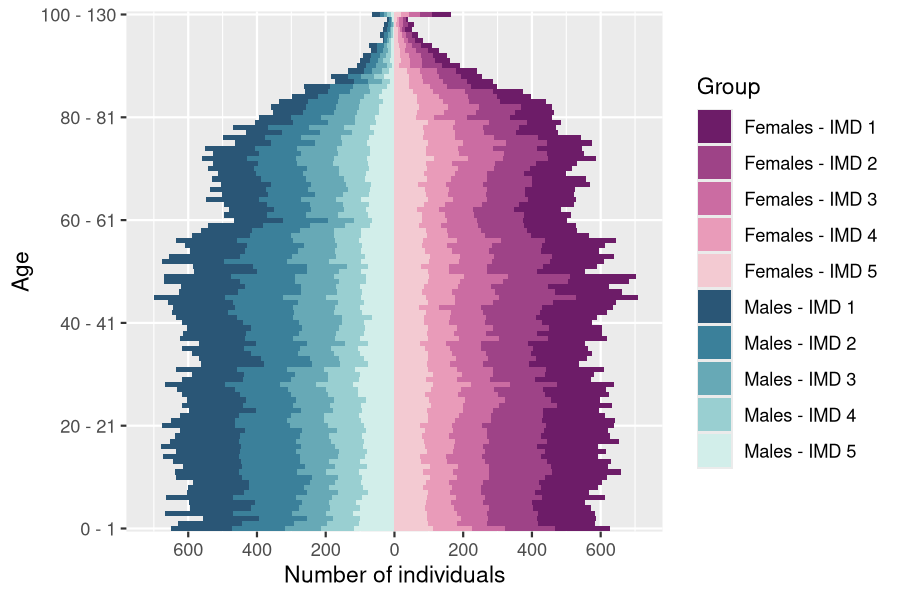 100 - 130
80 - 81
60 - 61
40 - 41
20 - 21
0 - 1
Age
600 400 200 0 200 400 600
Number of individuals
Group
Females - IMD 1
Females - IMD 2
Females - IMD 3
Females - IMD 4
Females - IMD 5
Males - IMD 1
Males - IMD 2
Males - IMD 3
Males - IMD 4
Males - IMD 5